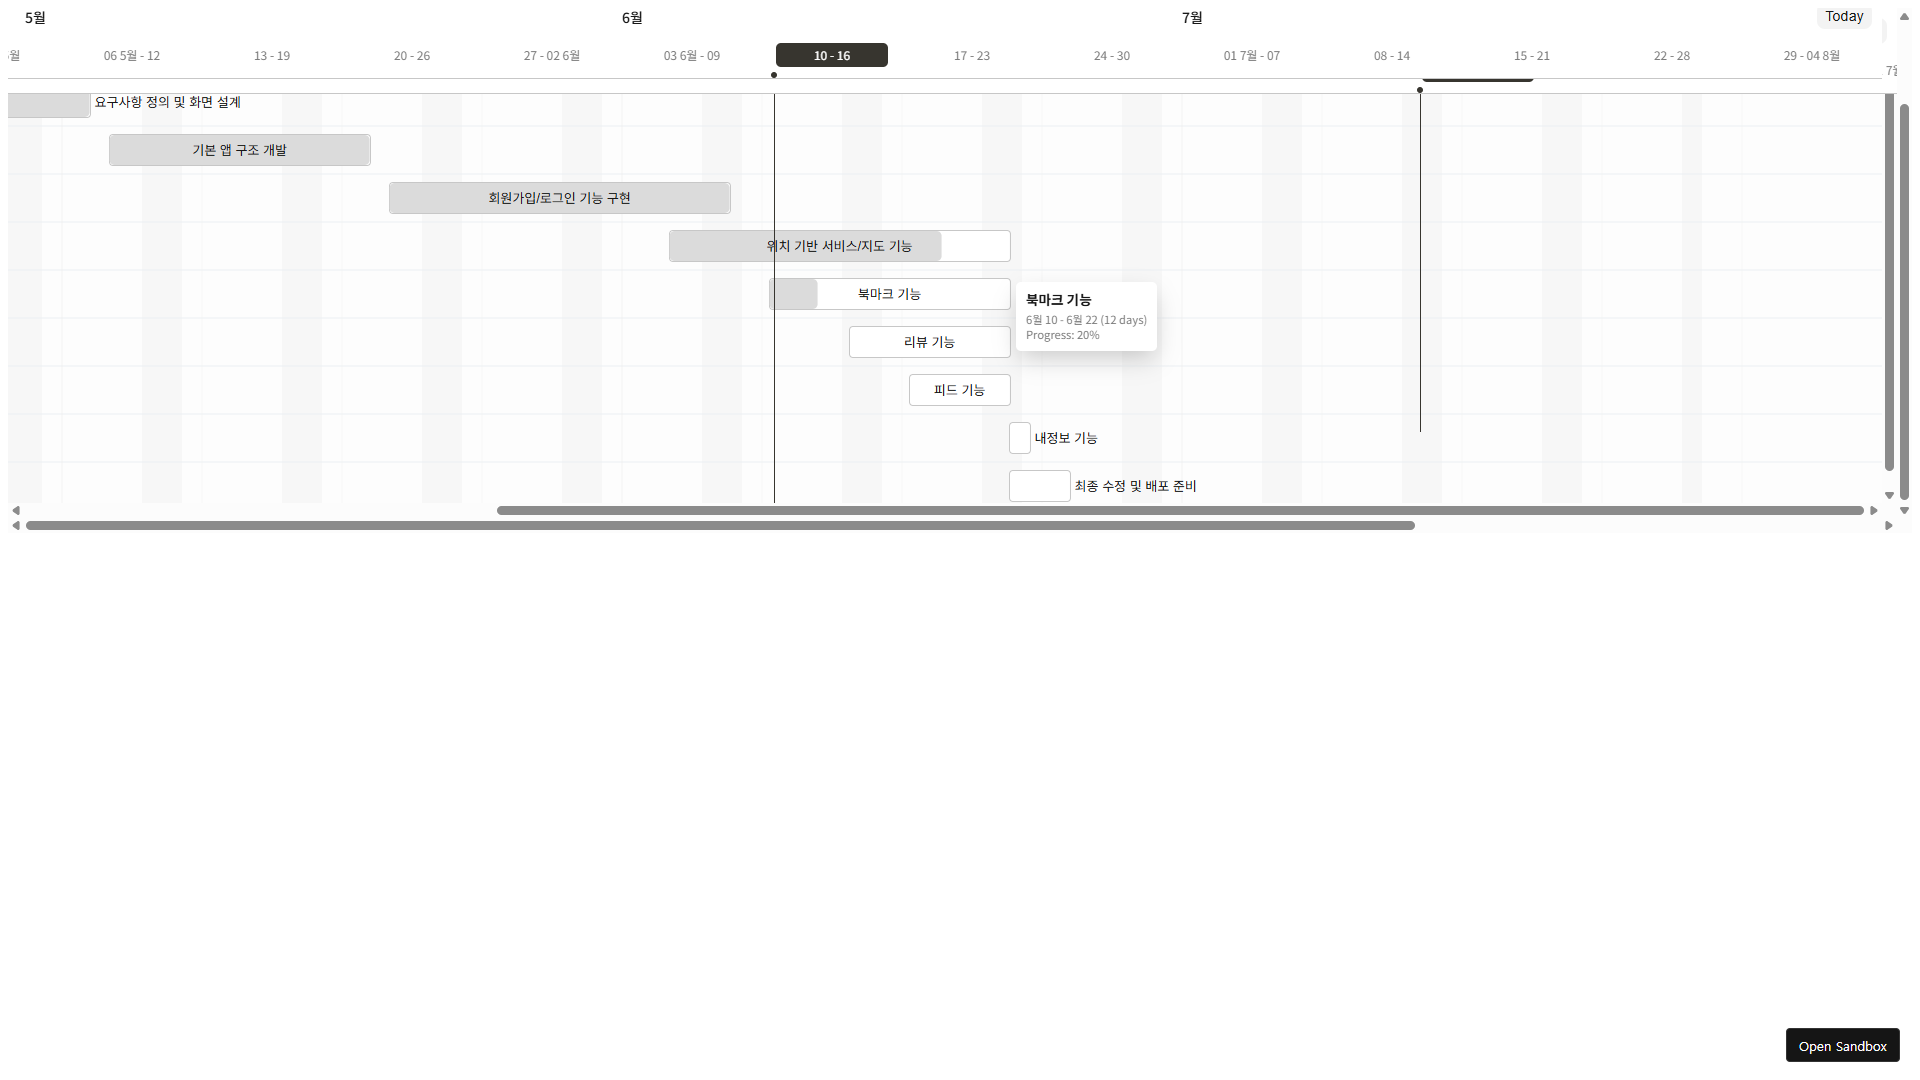 5월
6월
7월
Today
월
06 5월 - 12
13 - 19
20 - 26
27 - 02 6월
03 6월 - 09
10 - 16
17 - 23
24 - 30
01 7월 - 07
08 - 14
15 - 21
22 - 28
29 - 04 8월
요구사항 정의 및 화면 설계
기본 앱 구조 개발
회원가입/로그인 기능 구현
위치 기반 서비스/지도 기능
북마크 기능
북마크 기능
6월 10 - 6월 22 (12 days)
Progress: 20%
리뷰 기능
피드 기능
내정보 기능
최종 수정 및 배포 준비
Open Sandbox